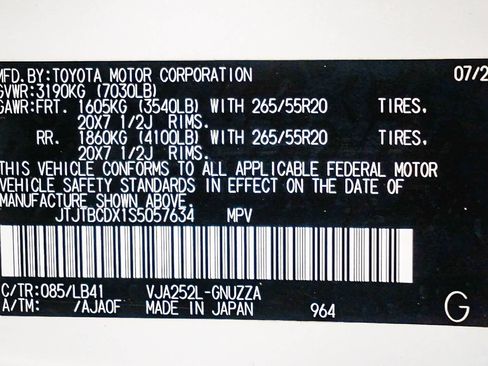 MFD.BY:TOYOTA MOTOR CORPORATION 07/2
GVWR:3190KG (7030LB)
GAWR:FRT. 1605KG (3540LB) WITH 265/55R20 TIRES,
20X7 1/2J RIMS.
RR. 1860KG (4100LB) WITH 265/55R20 TIRES,
20X7 1/2J RIMS.
THIS VEHICLE CONFORMS TO ALL APPLICABLE FEDERAL MOTOR
VEHICLE SAFETY STANDARDS IN EFFECT ON THE DATE OF
MANUFACTURE SHOWN ABOVE.
JTJTBCDX1S5057634 MPV
C/TR:085/LB41 VJA252L-GNUZZA
A/TM: /AJA0F MADE IN JAPAN 964 G